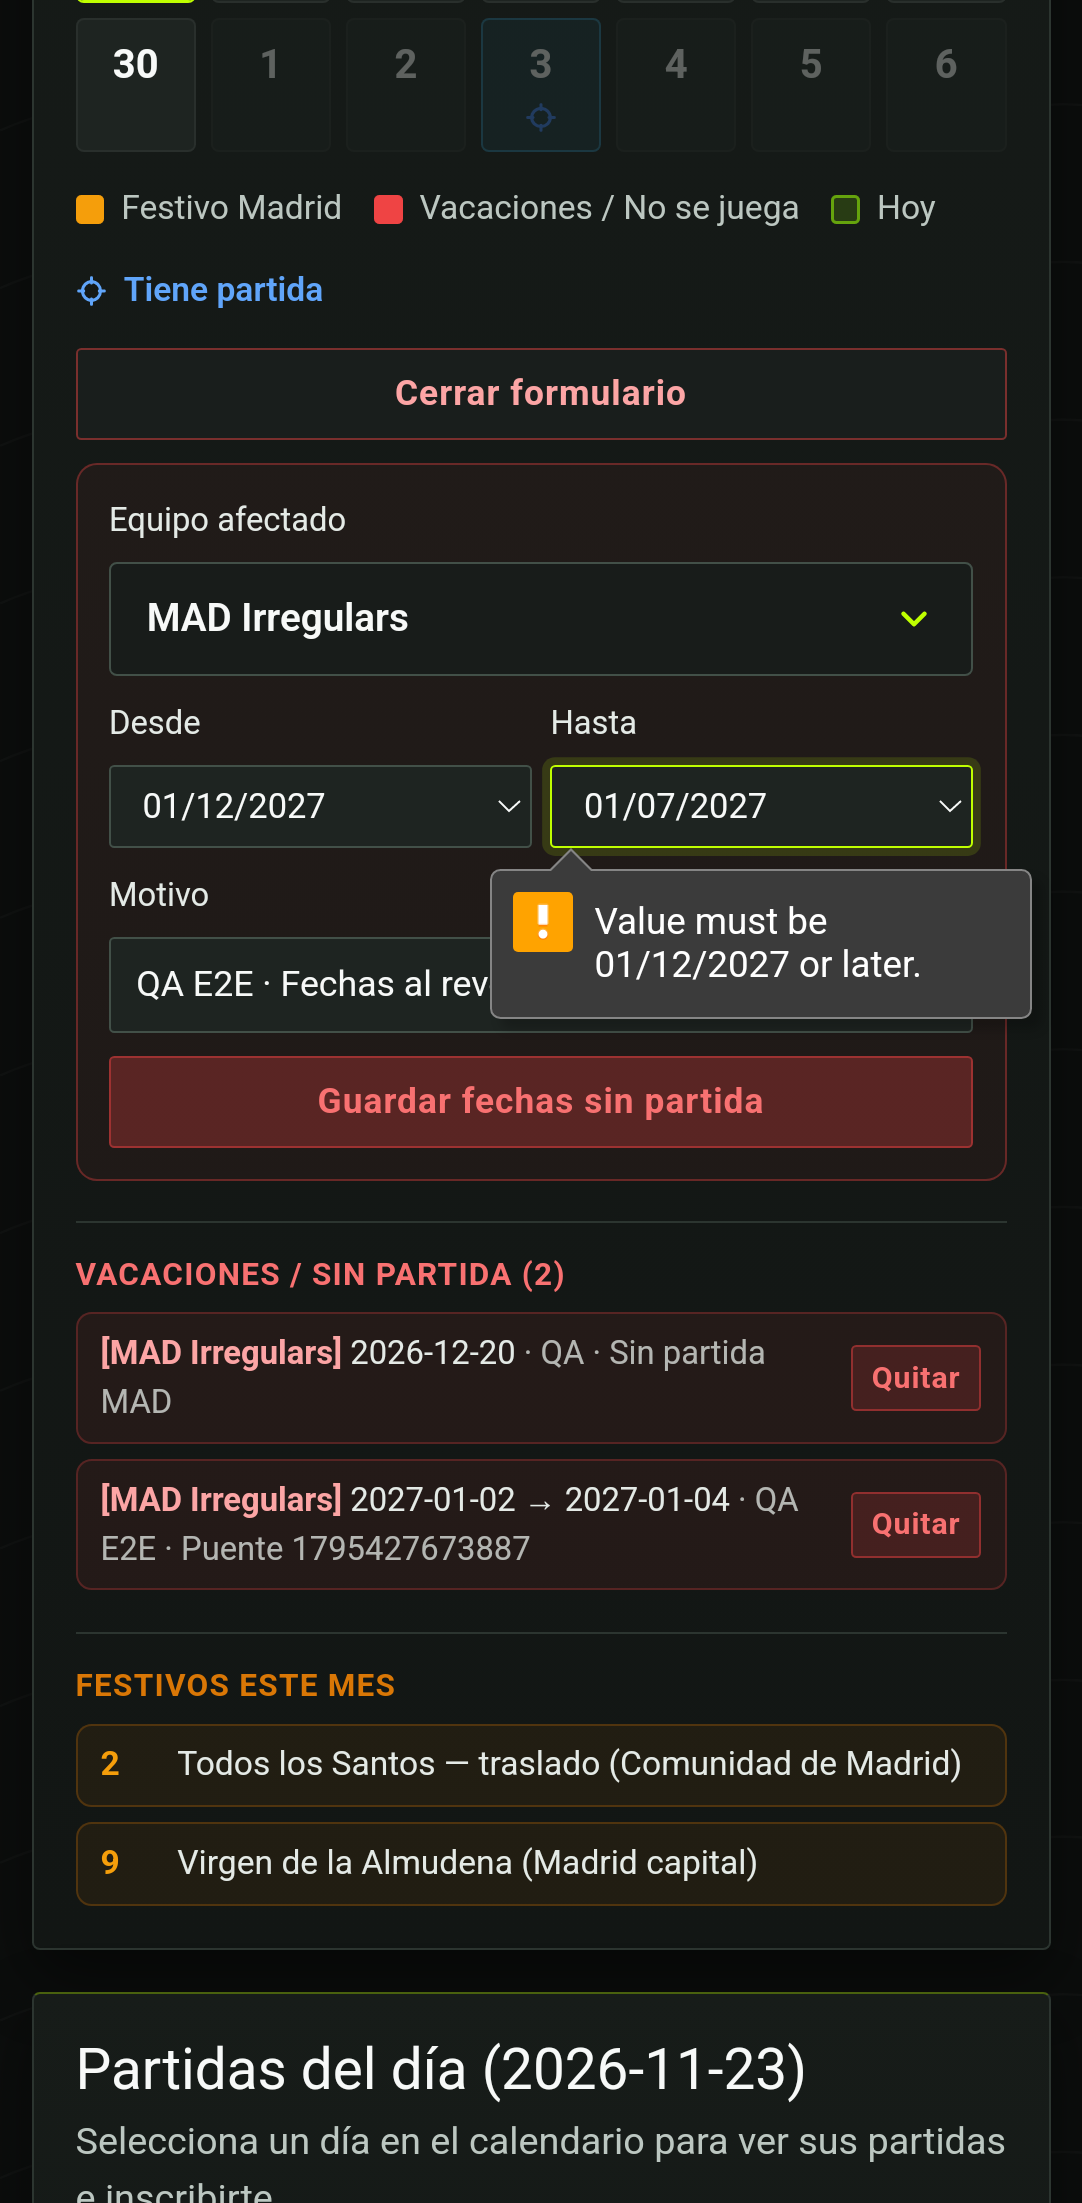 30 1 2 3 4 5 6
Festivo Madrid Vacaciones / No se juega Hoy
Tiene partida
Cerrar formulario
Equipo afectado
MAD Irregulars
Desde Hasta
01/12/2027 01/07/2027
Motivo
Value must be
01/12/2027 or later.
QA E2E · Fechas al rev
Guardar fechas sin partida
VACACIONES / SIN PARTIDA (2)
[MAD Irregulars] 2026-12-20 · QA · Sin partida
MAD
Quitar
[MAD Irregulars] 2027-01-02 → 2027-01-04 · QA
E2E · Puente 1795427673887
Quitar
FESTIVOS ESTE MES
2 Todos los Santos — traslado (Comunidad de Madrid)
9 Virgen de la Almudena (Madrid capital)
Partidas del día (2026-11-23)
Selecciona un día en el calendario para ver sus partidas
e inscribirte